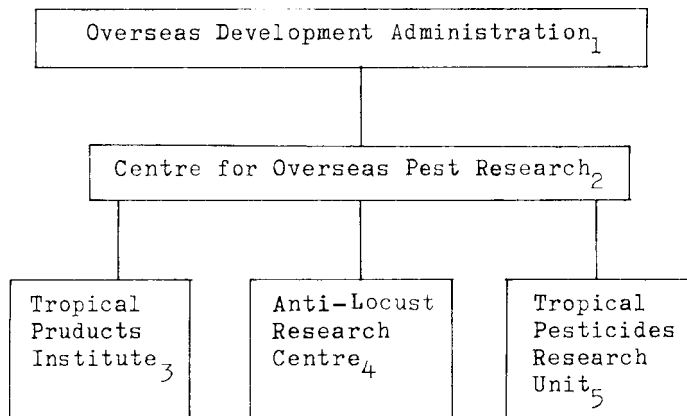 Overseas Development Administration1
Centre for Overseas Pest Research2
Tropical
Pruducts
Institute3
Anti-Locust
Research
Centre4
Tropical
Pesticides
Research
Unit5